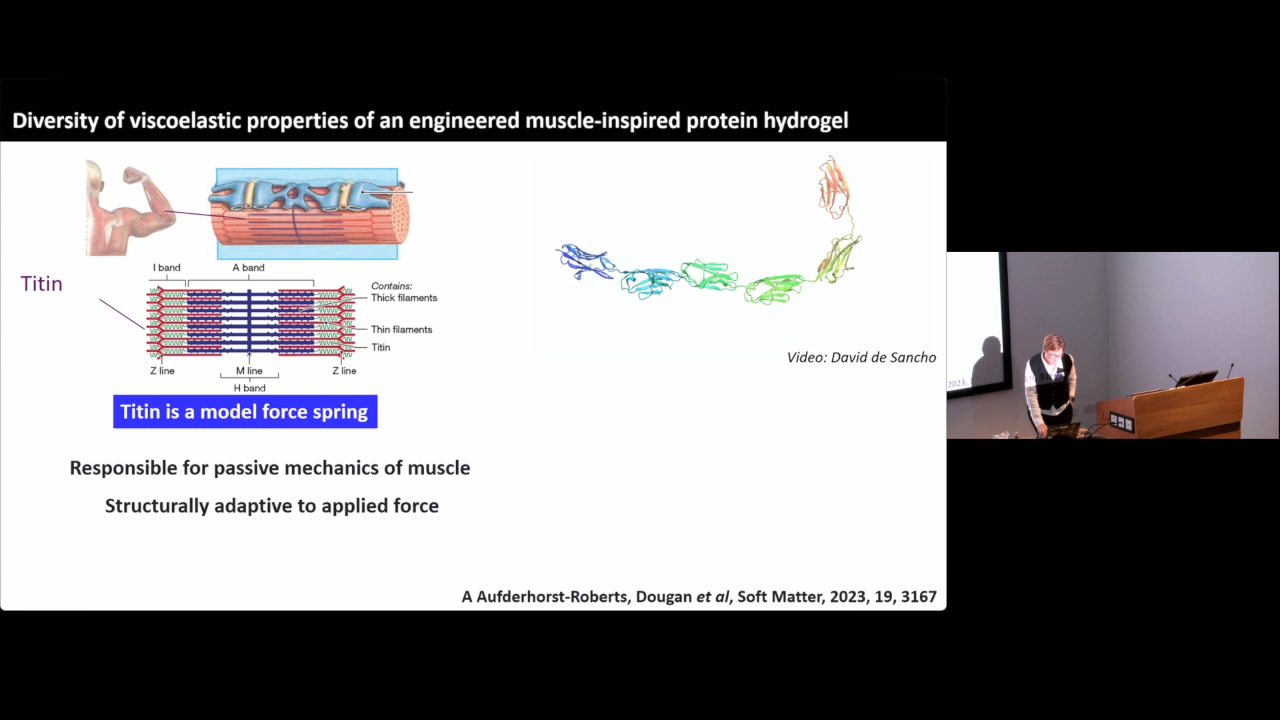 Diversity of viscoelastic properties of an engineered muscle-inspired protein hydrogel
I band
A band
Titin
Contains:
Thick filaments
Thin filaments
Titin
Z line
M line
Z line
H band
Video: David de Sancho
Titin is a model force spring
Responsible for passive mechanics of muscle
Structurally adaptive to applied force
A Aufderhorst-Roberts, Dougan et al, Soft Matter, 2023, 19, 3167
2023,